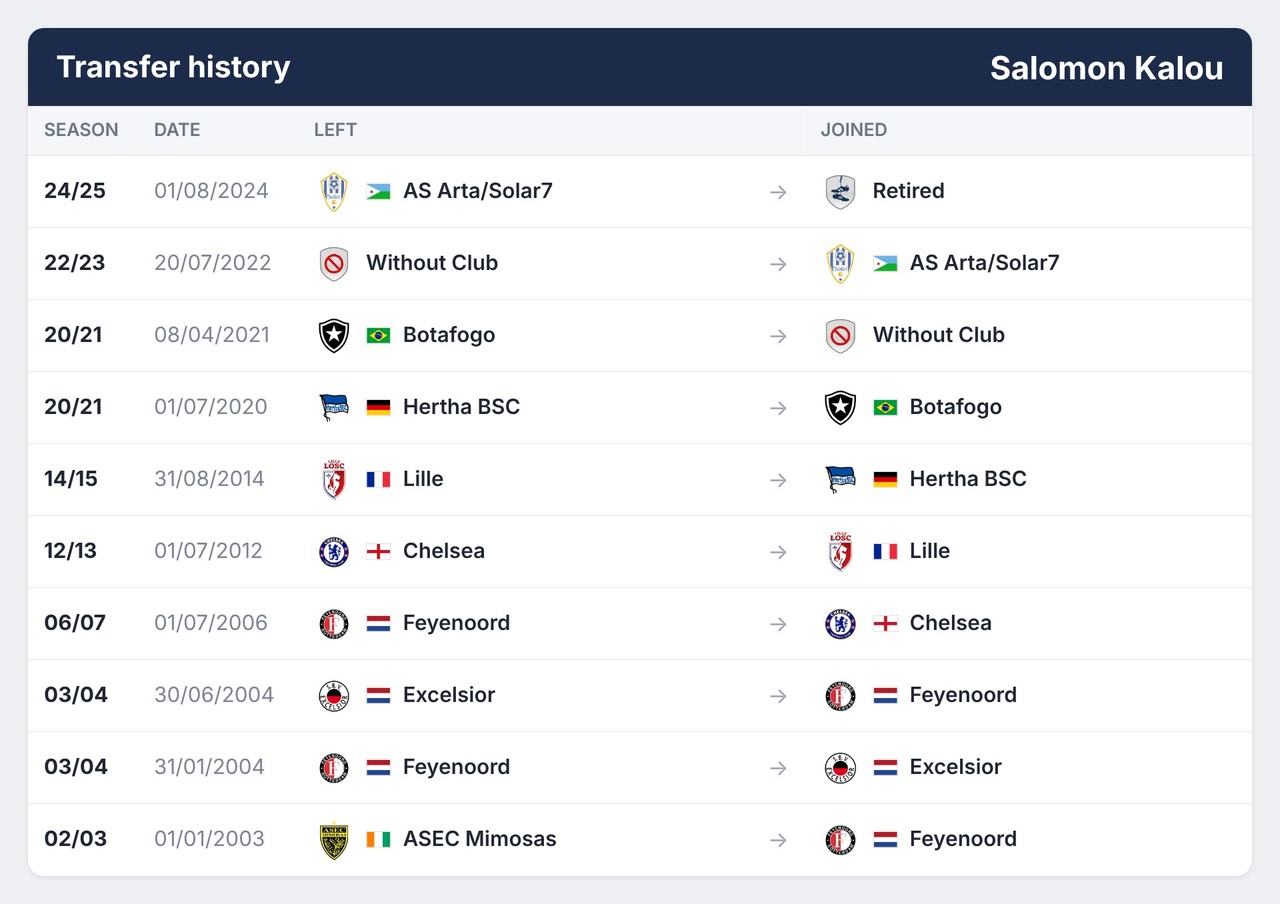 Transfer history Salomon Kalou
SEASON DATE LEFT JOINED
24/25 01/08/2024 AS Arta/Solar7 → Retired
22/23 20/07/2022 Without Club → AS Arta/Solar7
20/21 08/04/2021 Botafogo → Without Club
20/21 01/07/2020 Hertha BSC → Botafogo
14/15 31/08/2014 Lille → Hertha BSC
12/13 01/07/2012 Chelsea → Lille
06/07 01/07/2006 Feyenoord → Chelsea
03/04 30/06/2004 Excelsior → Feyenoord
03/04 31/01/2004 Feyenoord → Excelsior
02/03 01/01/2003 ASEC Mimosas → Feyenoord